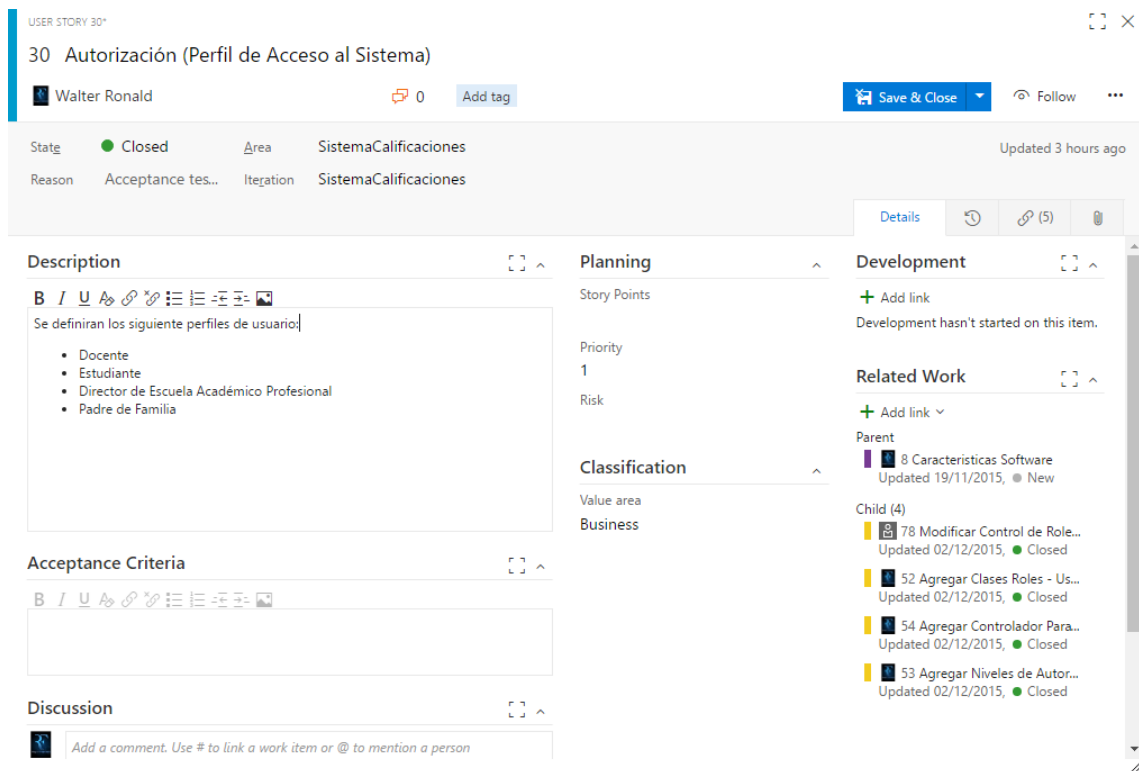 USER STORY 30*
30 Autorización (Perfil de Acceso al Sistema)
Walter Ronald
0
Add tag
Save & Close
Follow
State Closed
Area SistemaCalificaciones
Updated 3 hours ago
Reason Acceptance tes...
Iteration SistemaCalificaciones
Details
(5)
Description
B I U
Se definiran los siguiente perfiles de usuario:
• Docente
• Estudiante
• Director de Escuela Académico Profesional
• Padre de Familia
Acceptance Criteria
B I U
Discussion
Add a comment. Use # to link a work item or @ to mention a person
Planning
Story Points
Priority
1
Risk
Classification
Value area
Business
Development
+ Add link
Development hasn't started on this item.
Related Work
+ Add link
Parent
8 Caracteristicas Software
Updated 19/11/2015, New
Child (4)
78 Modificar Control de Role...
Updated 02/12/2015, Closed
52 Agregar Clases Roles - Us...
Updated 02/12/2015, Closed
54 Agregar Controlador Para...
Updated 02/12/2015, Closed
53 Agregar Niveles de Autor...
Updated 02/12/2015, Closed